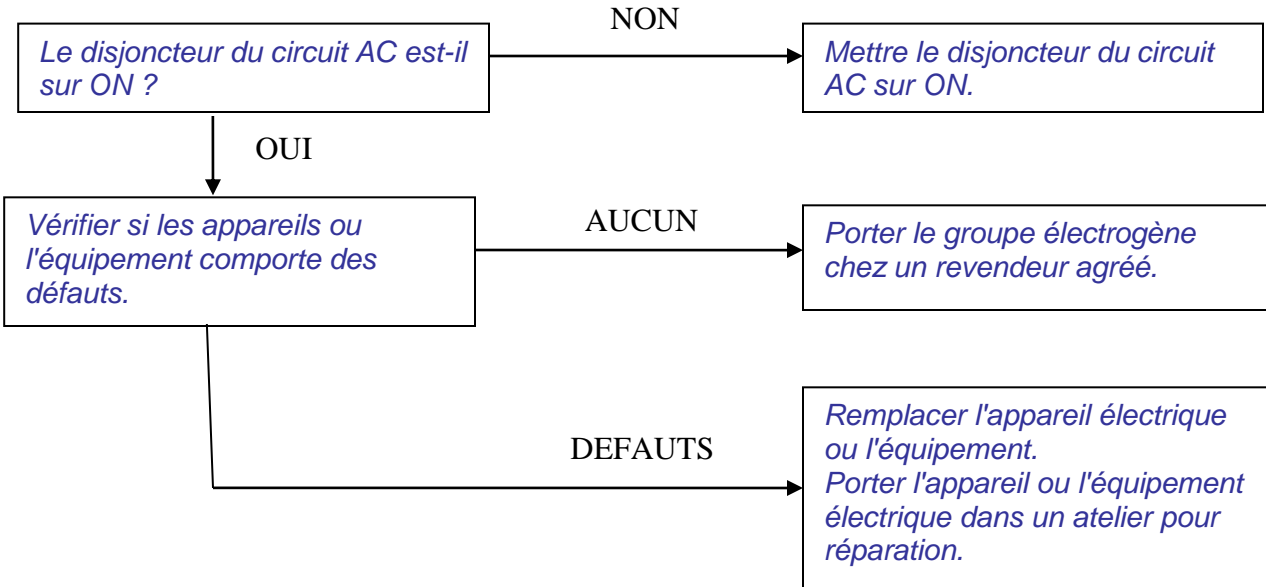 NON
Le disjoncteur du circuit AC est-il
sur ON ?
Mettre le disjoncteur du circuit
AC sur ON.
OUI
Vérifier si les appareils ou
l'équipement comporte des
défauts.
AUCUN
Porter le groupe électrogène
chez un revendeur agréé.
DEFAUTS
Remplacer l'appareil électrique
ou l'équipement.
Porter l'appareil ou l'équipement
électrique dans un atelier pour
réparation.